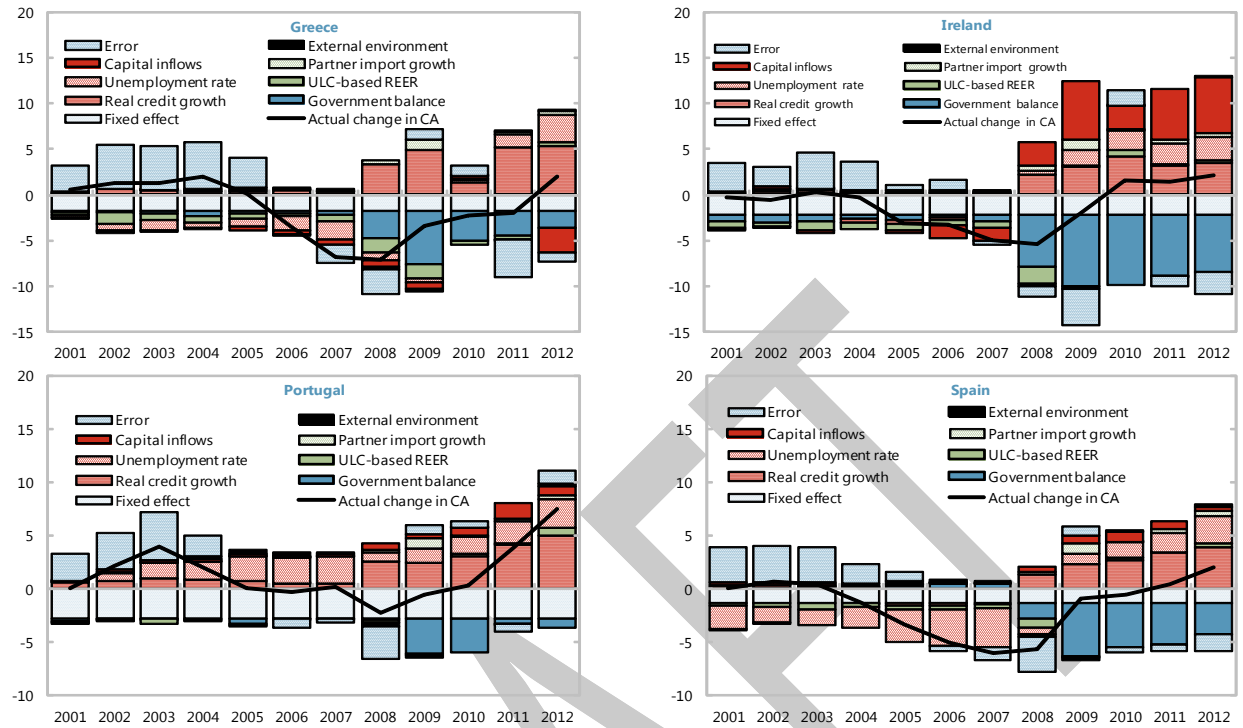 Greece
20
15
10
5
0
-5
-10
-15
Error
External environment
Capital inflows
Partner import growth
Unemployment rate
ULC-based REER
Real credit growth
Government balance
Fixed effect
Actual change in CA
2001 2002 2003 2004 2005 2006 2007 2008 2009 2010 2011 2012
Ireland
20
15
10
5
0
-5
-10
-15
Error
External environment
Capital inflows
Partner import growth
Unemployment rate
ULC-based REER
Real credit growth
Government balance
Fixed effect
Actual change in CA
2001 2002 2003 2004 2005 2006 2007 2008 2009 2010 2011 2012
Portugal
20
15
10
5
0
-5
-10
Error
External environment
Capital inflows
Partner import growth
Unemployment rate
ULC-based REER
Real credit growth
Government balance
Fixed effect
Actual change in CA
2001 2002 2003 2004 2005 2006 2007 2008 2009 2010 2011 2012
Spain
20
15
10
5
0
-5
-10
Error
External environment
Capital inflows
Partner import growth
Unemployment rate
ULC-based REER
Real credit growth
Government balance
Fixed effect
Actual change in CA
2001 2002 2003 2004 2005 2006 2007 2008 2009 2010 2011 2012